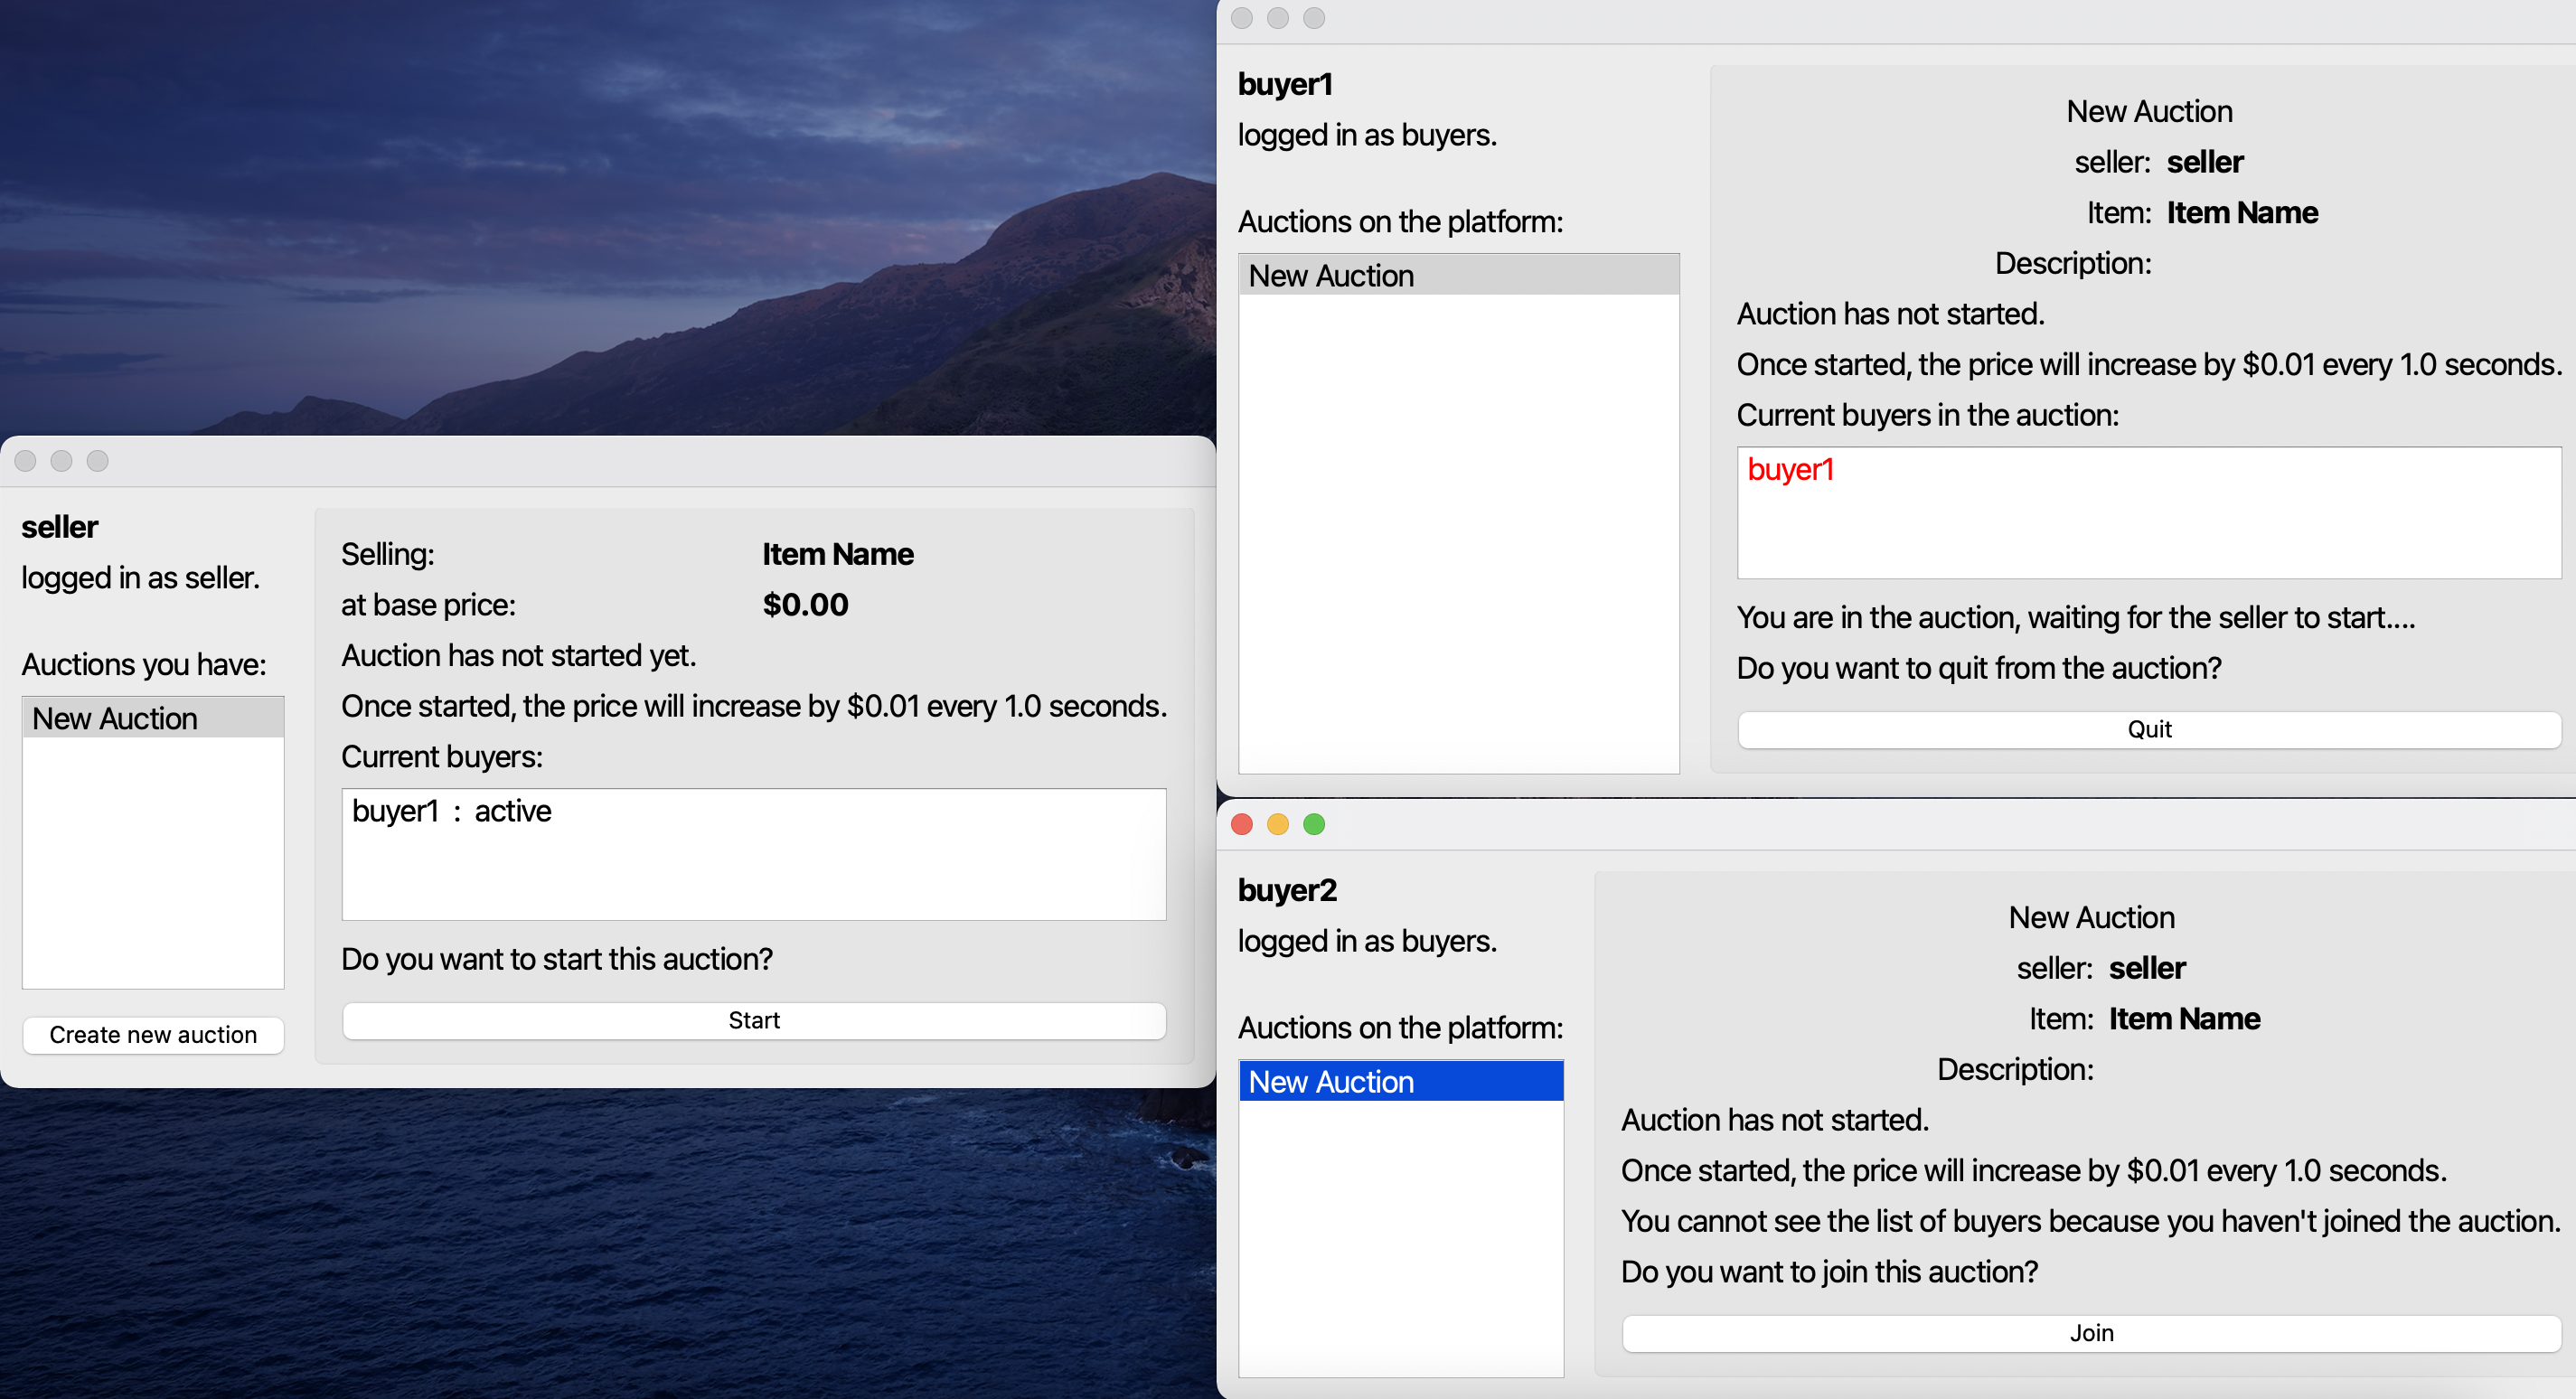 seller
logged in as seller.
Auctions you have:
New Auction
Create new auction
Selling: Item Name
at base price: $0.00
Auction has not started yet.
Once started, the price will increase by $0.01 every 1.0 seconds.
Current buyers:
buyer1 : active
Do you want to start this auction?
Start
buyer1
logged in as buyers.
Auctions on the platform:
New Auction
New Auction
seller: seller
Item: Item Name
Description:
Auction has not started.
Once started, the price will increase by $0.01 every 1.0 seconds.
Current buyers in the auction:
buyer1
You are in the auction, waiting for the seller to start....
Do you want to quit from the auction?
Quit
buyer2
logged in as buyers.
Auctions on the platform:
New Auction
New Auction
seller: seller
Item: Item Name
Description:
Auction has not started.
Once started, the price will increase by $0.01 every 1.0 seconds.
You cannot see the list of buyers because you haven't joined the auction.
Do you want to join this auction?
Join